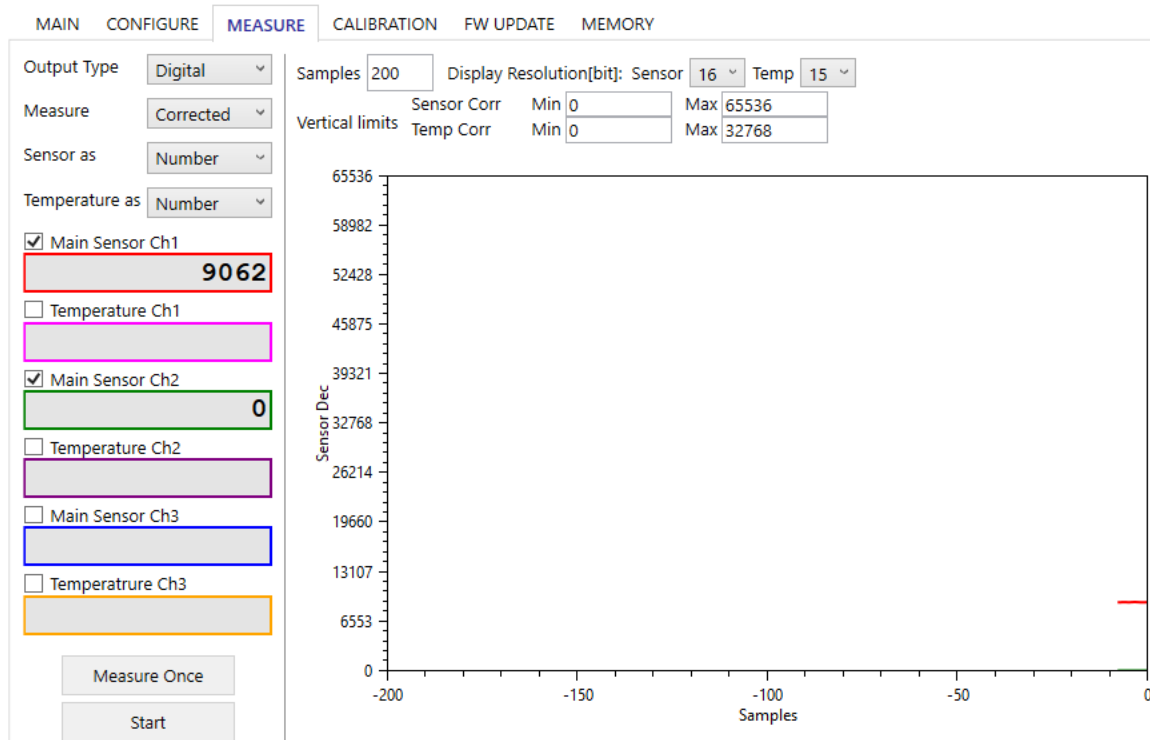 MAIN CONFIGURE MEASURE CALIBRATION FW UPDATE MEMORY
Output Type Digital
Measure Corrected
Sensor as Number
Temperature as Number
Main Sensor Ch1
9062
Temperature Ch1
Main Sensor Ch2
0
Temperature Ch2
Main Sensor Ch3
Temperatrure Ch3
Measure Once
Start
Samples 200 Display Resolution[bit]: Sensor 16 Temp 15
Vertical limits
Sensor Corr Min 0 Max 65536
Temp Corr Min 0 Max 32768
Sensor Dec
65536
58982
52428
45875
39321
32768
26214
19660
13107
6553
0
-200 -150 -100 -50 0
Samples